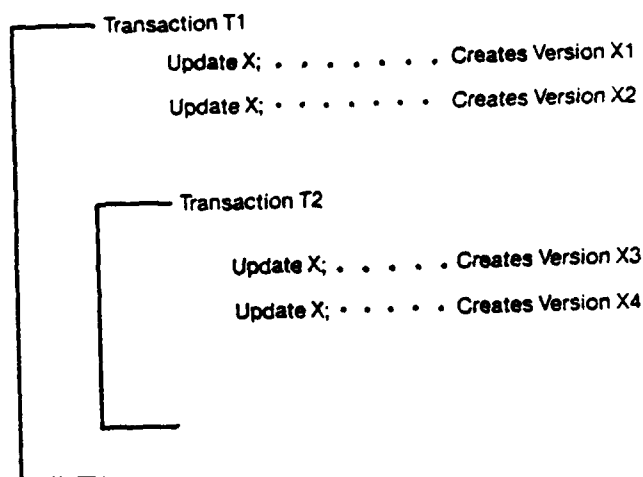 Transaction T1
Update X; . . . . . . . Creates Version X1
Update X; . . . . . . . Creates Version X2
Transaction T2
Update X; . . . . . Creates Version X3
Update X; . . . . . Creates Version X4